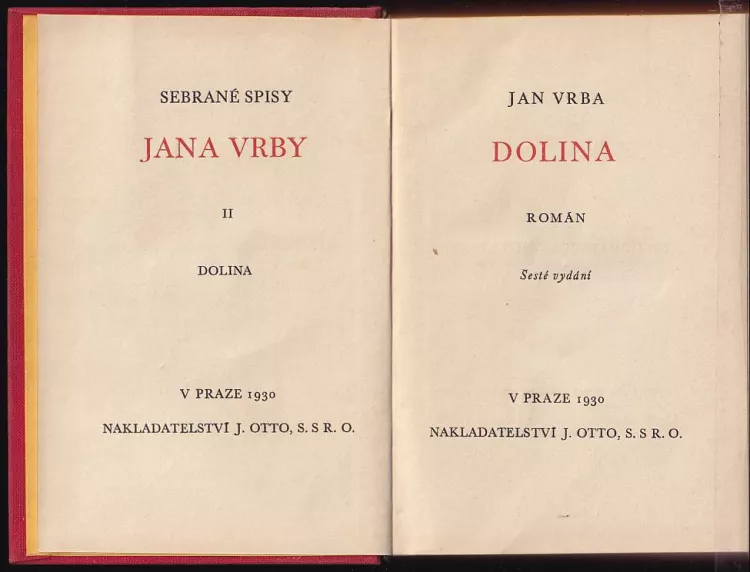 SEBRANÉ SPISY
JANA VRBY
II
DOLINA
V PRAZE 1930
NAKLADATELSTVÍ J. OTTO, S. S R. O.
JAN VRBA
DOLINA
ROMÁN
Sesté vydání
V PRAZE 1930
NAKLADATELSTVÍ J. OTTO, S. S R. O.